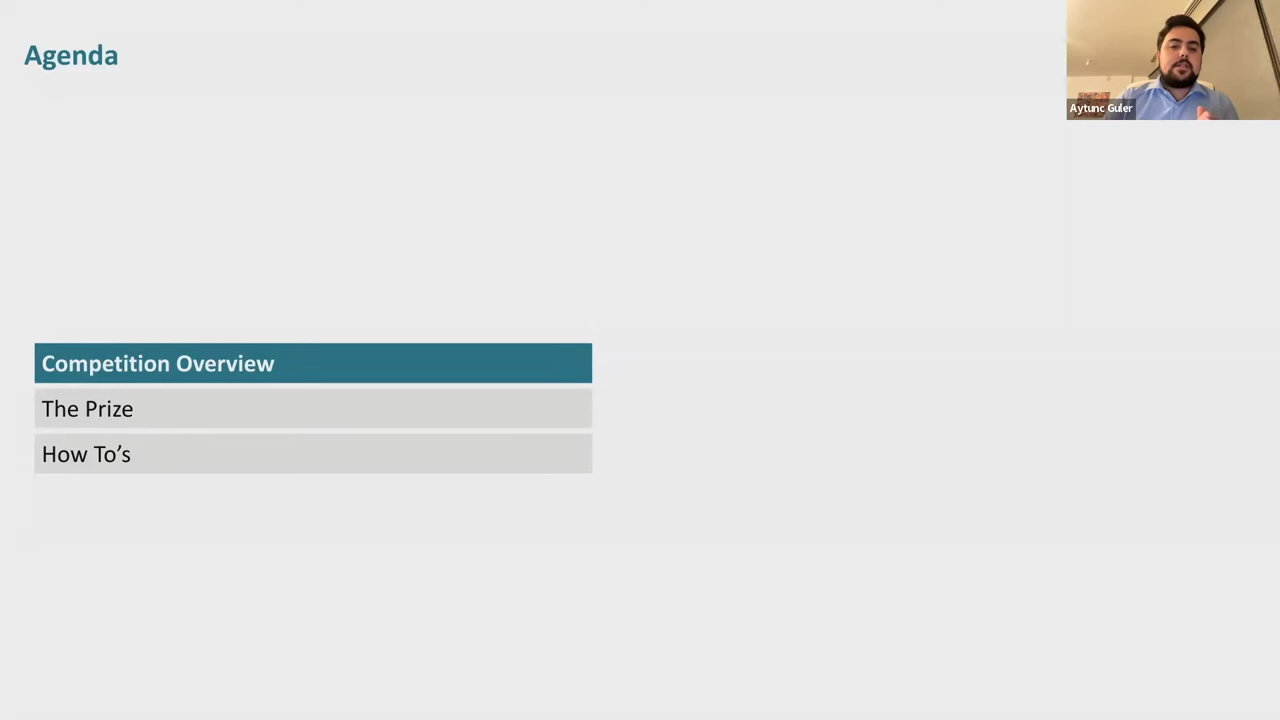 Agenda
Aytunc Guler
Competition Overview
The Prize
How To’s